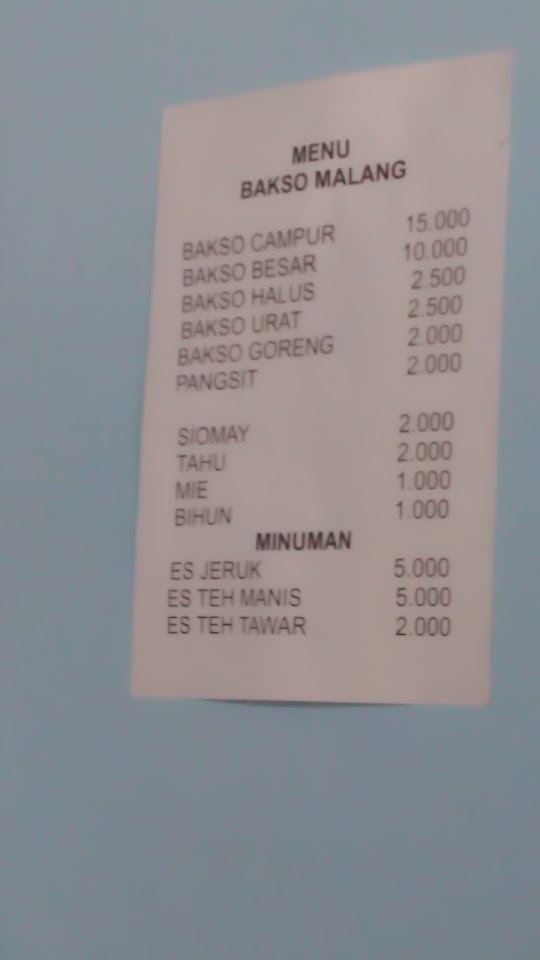 MENU
BAKSO MALANG
BAKSO CAMPUR 15.000
BAKSO BESAR 10.000
BAKSO HALUS 2.500
BAKSO URAT 2.500
BAKSO GORENG 2.000
PANGSIT 2.000
SIOMAY 2.000
TAHU 2.000
MIE 1.000
BIHUN 1.000
MINUMAN
ES JERUK 5.000
ES TEH MANIS 5.000
ES TEH TAWAR 2.000